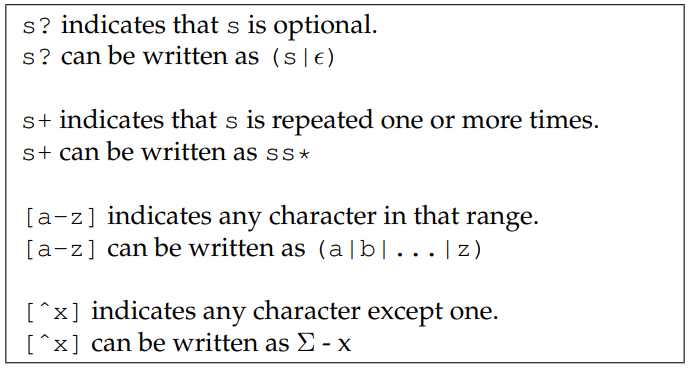 s? indicates that s is optional.
s? can be written as (s|ϵ)
s+ indicates that s is repeated one or more times.
s+ can be written as ss*
[a-z] indicates any character in that range.
[a-z] can be written as (a|b|...|z)
[^x] indicates any character except one.
[^x] can be written as Σ - x